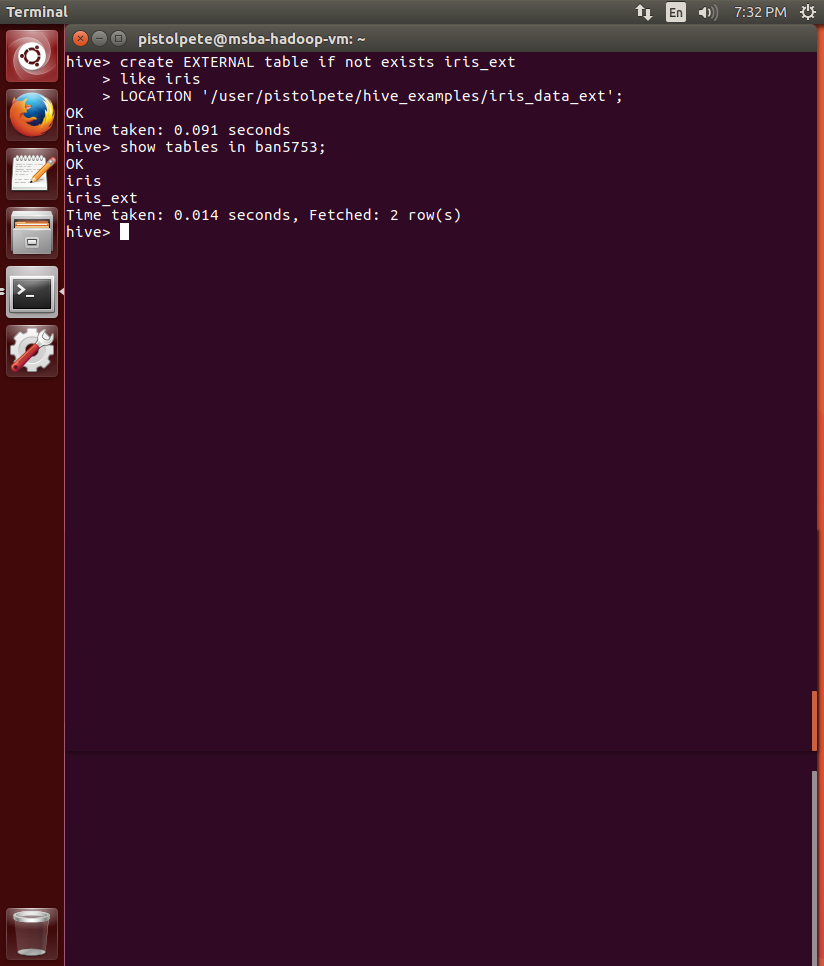 Terminal
En
7:32 PM
pistolpete@msba-hadoop-vm: ~
hive> create EXTERNAL table if not exists iris_ext
    > like iris
    > LOCATION '/user/pistolpete/hive_examples/iris_data_ext';
OK
Time taken: 0.091 seconds
hive> show tables in ban5753;
OK
iris
iris_ext
Time taken: 0.014 seconds, Fetched: 2 row(s)
hive>